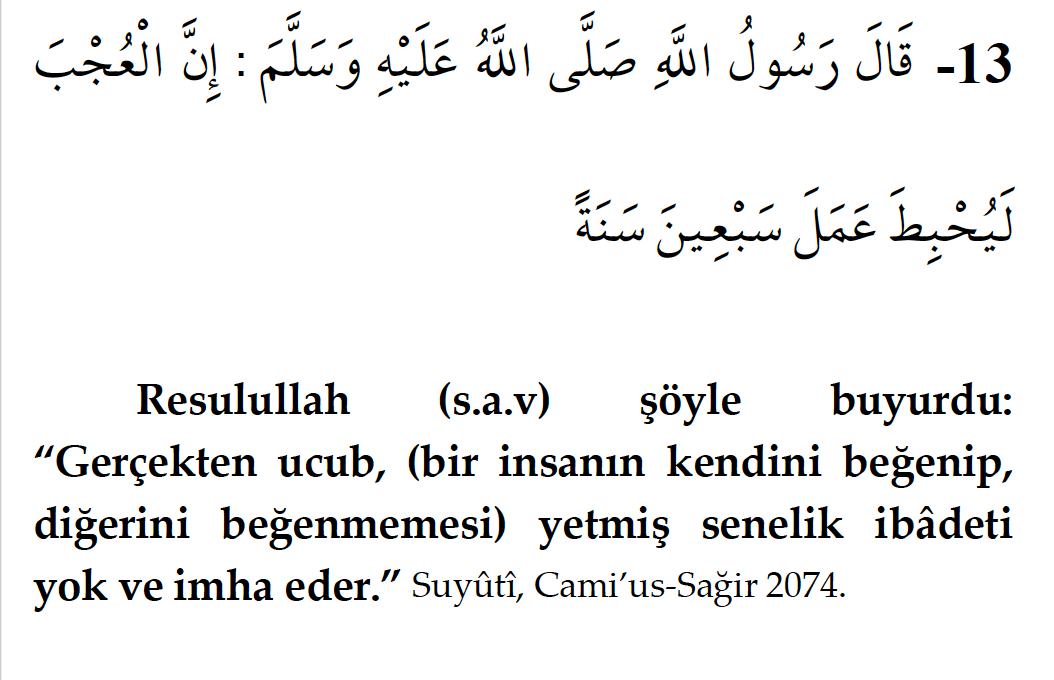 13- قَالَ رَسُولُ اللَّهِ صَلَّى اللَّهُ عَلَيْهِ وَسَلَّمَ : إِنَّ الْعُجْبَ
لَيُحْبِطَ عَمَلَ سَبْعِينَ سَنَةً
Resulullah (s.a.v) şöyle buyurdu:
“Gerçekten ucub, (bir insanın kendini beğenip,
diğerini beğenmemesi) yetmiş senelik ibâdeti
yok ve imha eder.” Suyûtî, Cami’us-Sağir 2074.